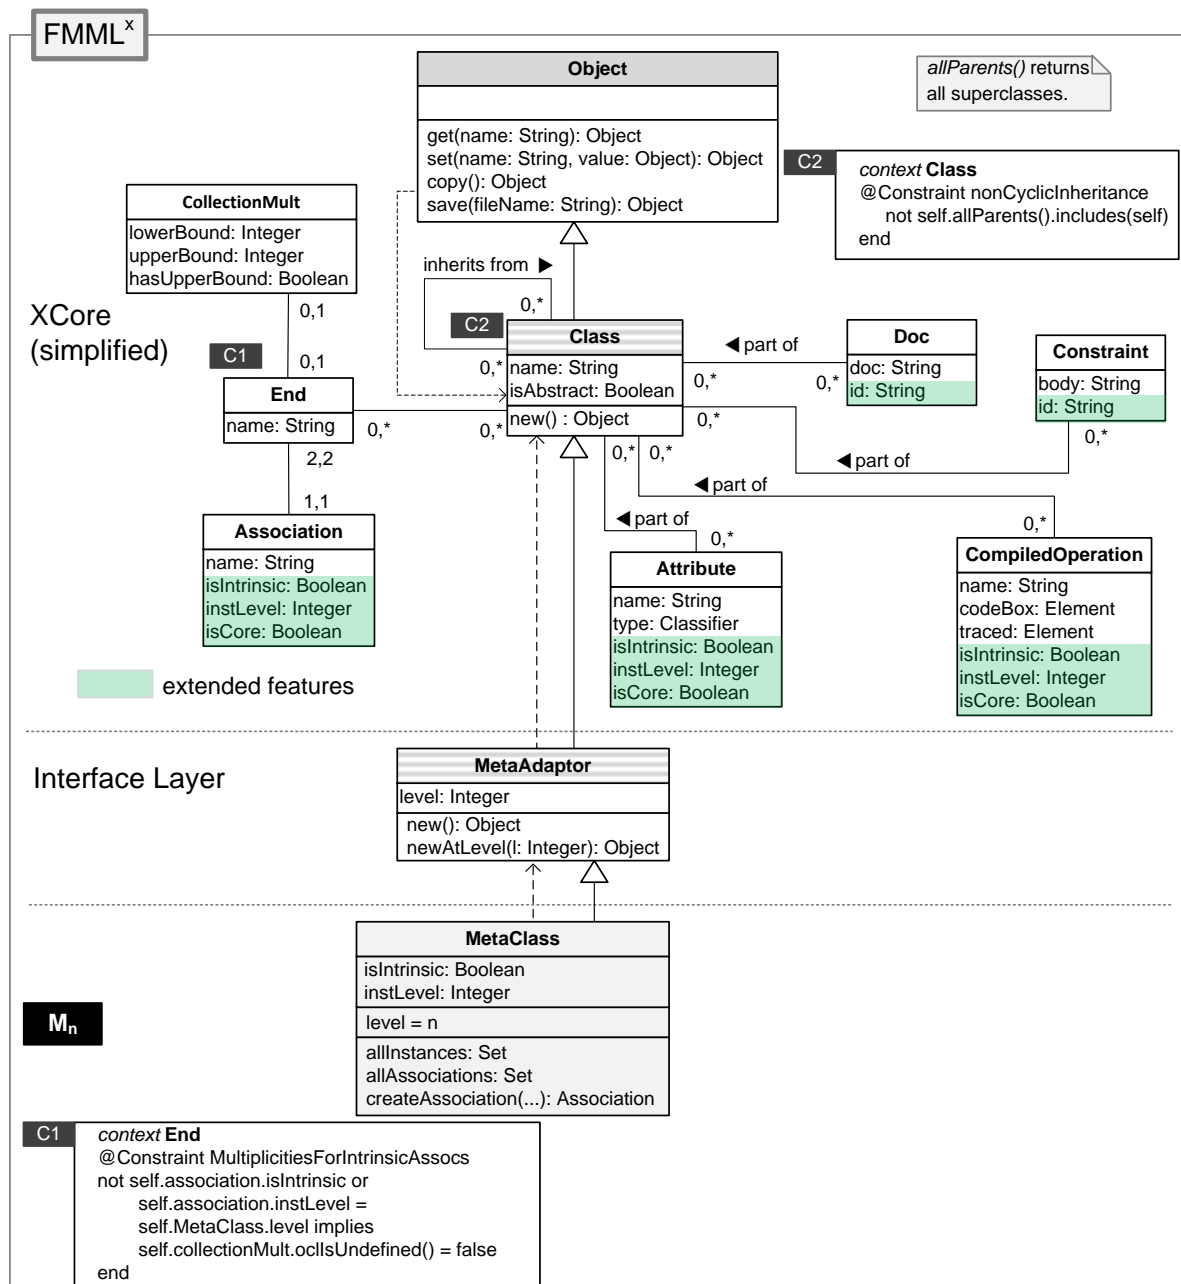 FMMLx
Object
get(name: String): Object
set(name: String, value: Object): Object
copy(): Object
save(fileName: String): Object
allParents() returns
all superclasses.
C2
context Class
@Constraint nonCyclicInheritance
not self.allParents().includes(self)
end
CollectionMult
lowerBound: Integer
upperBound: Integer
hasUpperBound: Boolean
inherits from ▶
0,*
C2
0,*
XCore
(simplified)
0,1
C1
0,1
End
name: String
0,*
0,*
2,2
1,1
Class
name: String
isAbstract: Boolean
new() : Object
◀ part of
0,*
0,*
Doc
doc: String
id: String
Constraint
body: String
id: String
0,*
0,*
◀ part of
0,*
0,*
◀ part of
0,*
◀ part of
0,*
Association
name: String
isIntrinsic: Boolean
instLevel: Integer
isCore: Boolean
Attribute
name: String
type: Classifier
isIntrinsic: Boolean
instLevel: Integer
isCore: Boolean
CompiledOperation
name: String
codeBox: Element
traced: Element
isIntrinsic: Boolean
instLevel: Integer
isCore: Boolean
extended features
Interface Layer
MetaAdaptor
level: Integer
new(): Object
newAtLevel(l: Integer): Object
Mn
MetaClass
isIntrinsic: Boolean
instLevel: Integer
level = n
allInstances: Set
allAssociations: Set
createAssociation(...): Association
C1
context End
@Constraint MultiplicitiesForIntrinsicAssocs
not self.association.isIntrinsic or
self.association.instLevel =
self.MetaClass.level implies
self.collectionMult.oclIsUndefined() = false
end